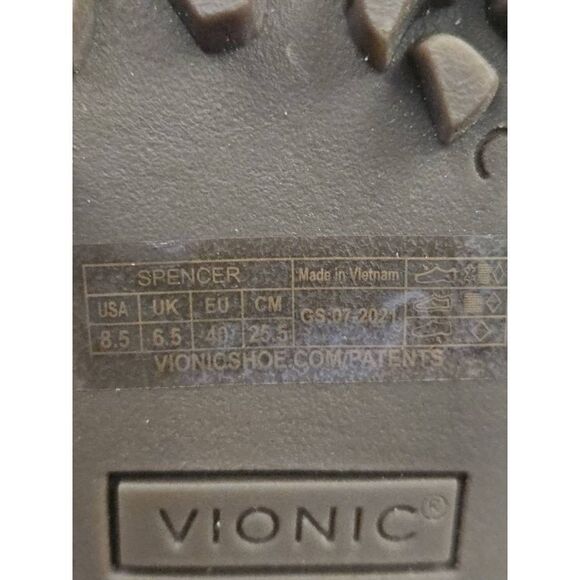 SPENCER Made in Vietnam
USA UK EU CM GS-07-2021
8.5 6.5 40 25.5
VIONICSHOE.COM/PATENTS
VIONIC®